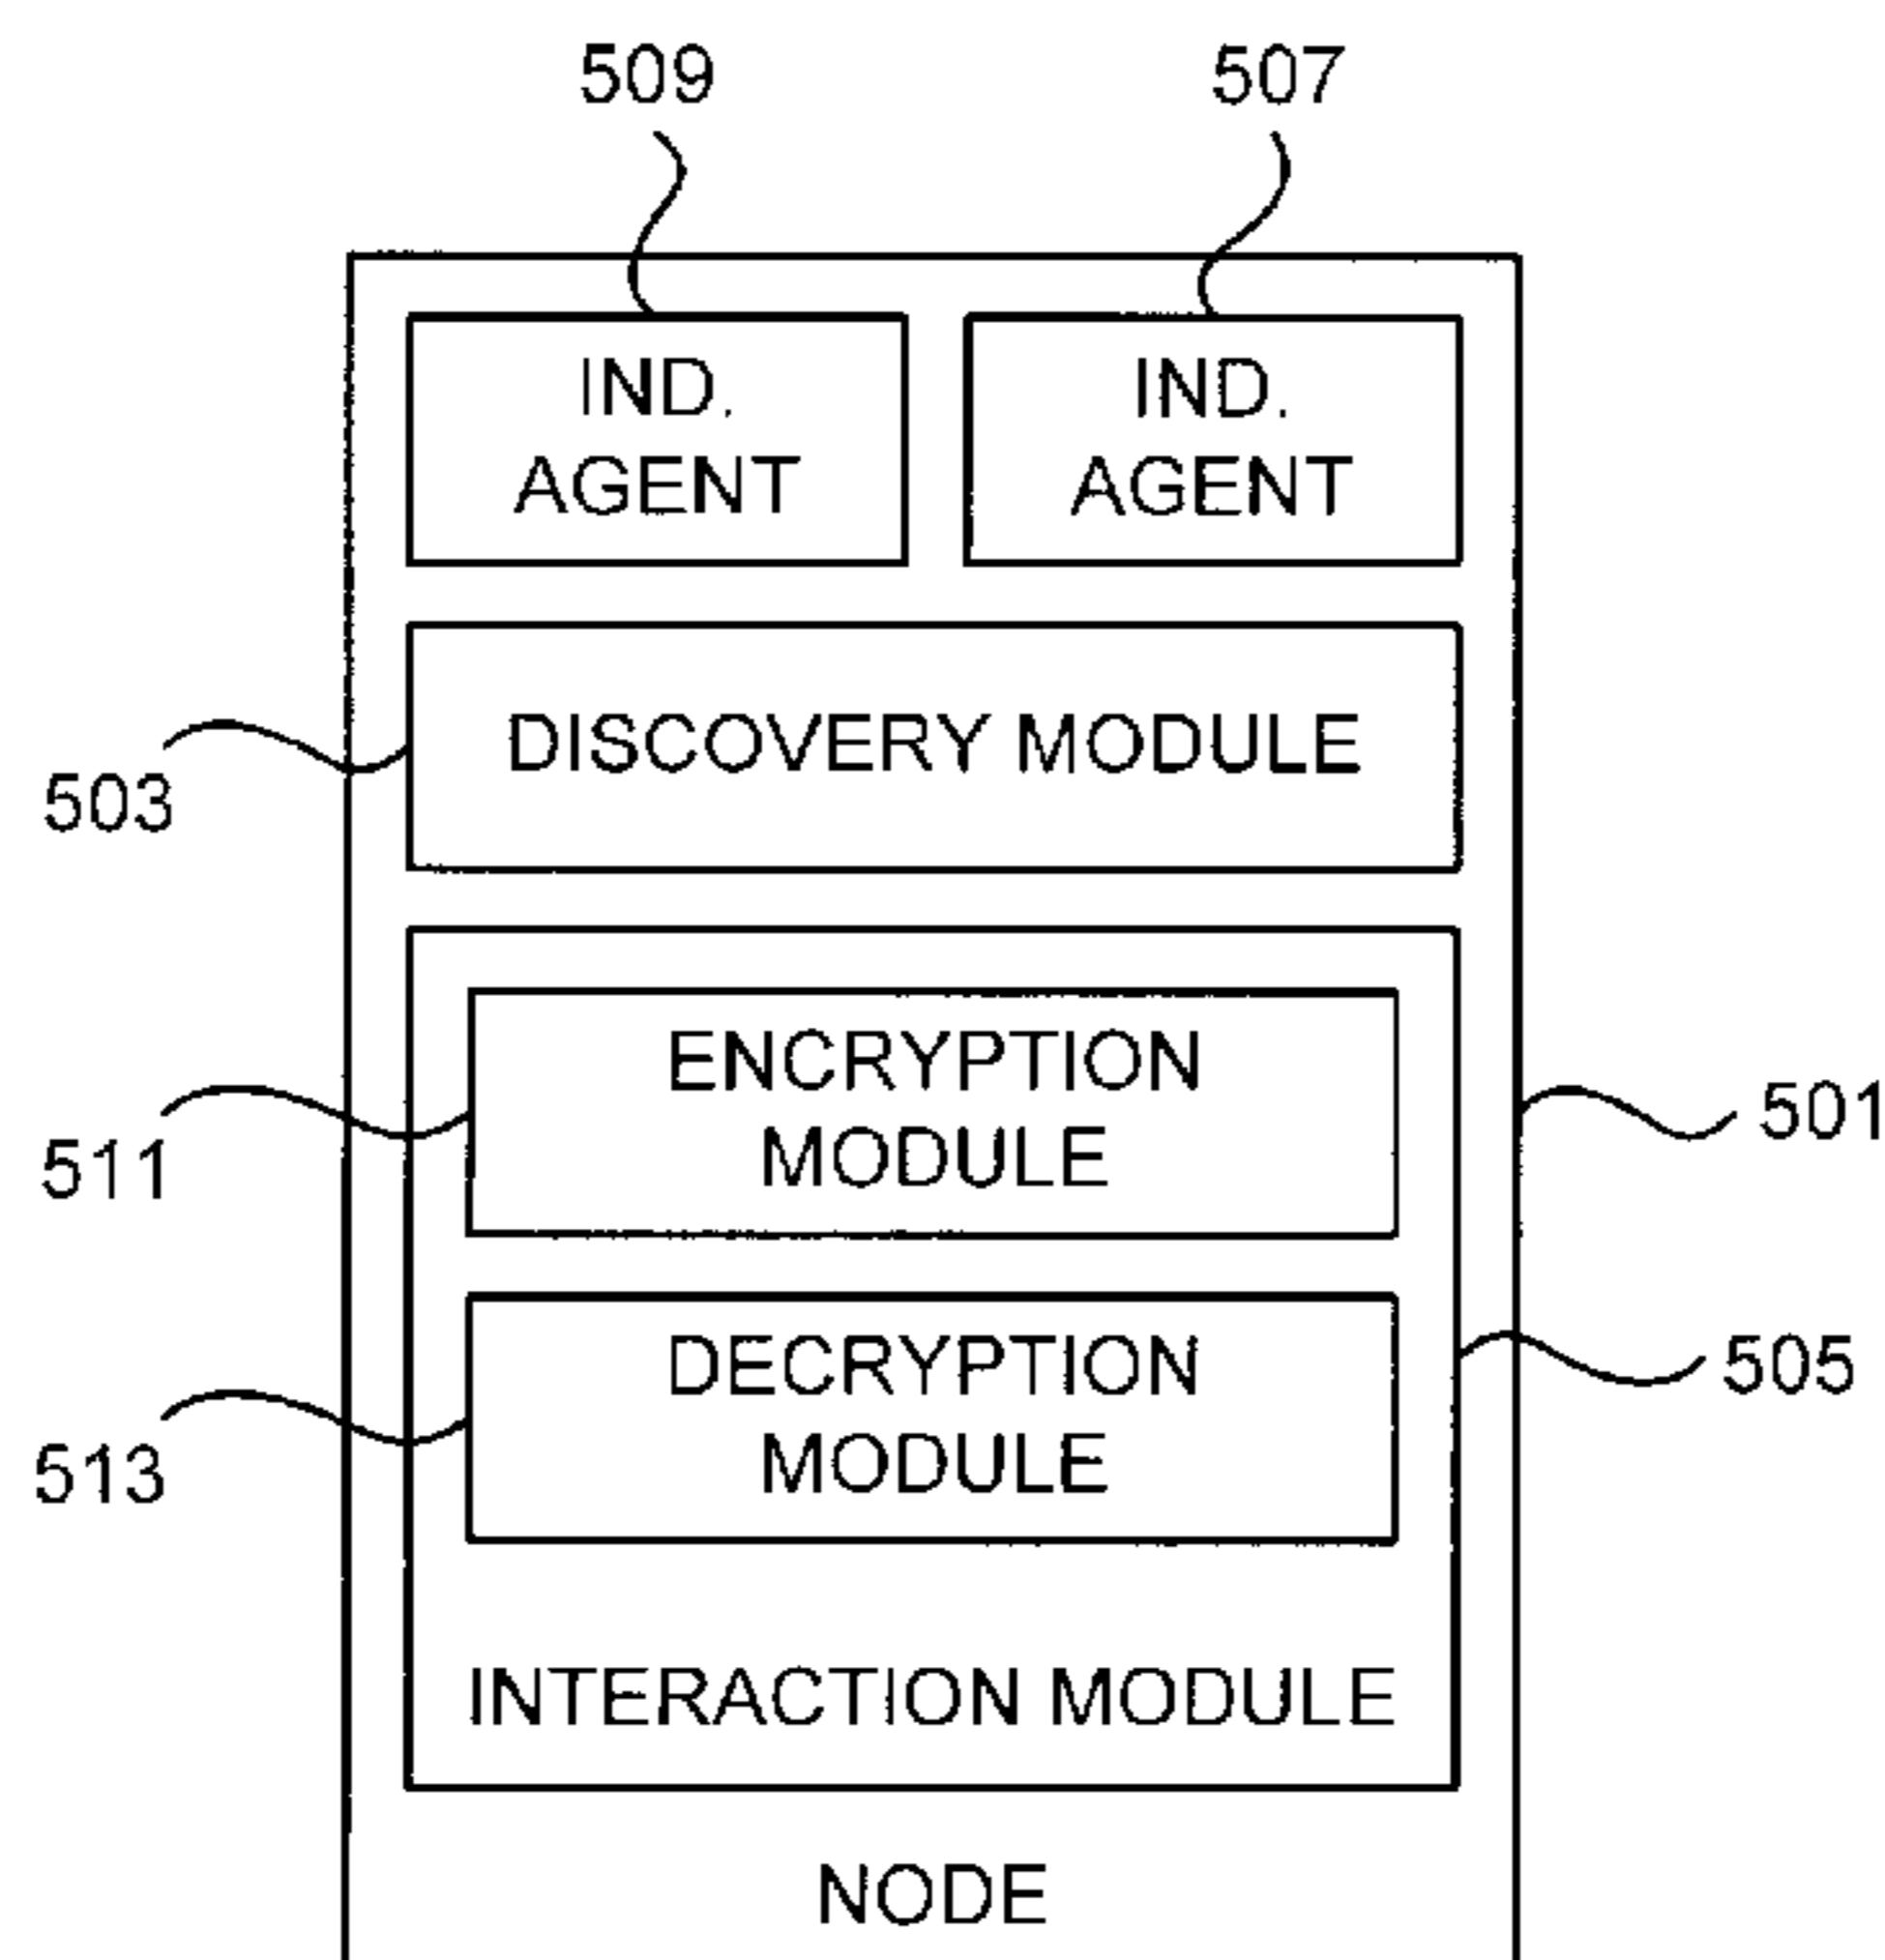 509
507
IND.
AGENT
IND.
AGENT
DISCOVERY MODULE
503
ENCRYPTION
MODULE
511
501
DECRYPTION
MODULE
505
513
INTERACTION MODULE
NODE